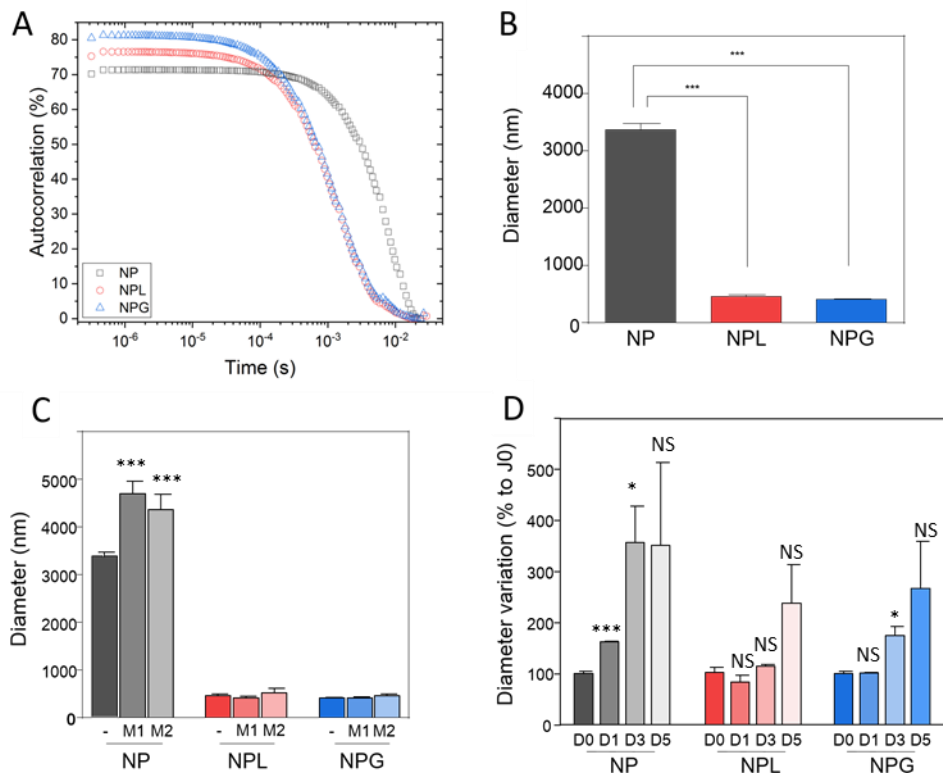 A
Autocorrelation (%)
80
70
60
50
40
30
20
10
0
NP
NPL
NPG
10-6
10-5
10-4
10-3
10-2
Time (s)
B
Diameter (nm)
4000
3000
2000
1000
0
***
***
NP
NPL
NPG
C
Diameter (nm)
5000
4000
3000
2000
1000
0
***
***
- M1 M2
- M1 M2
- M1 M2
NP
NPL
NPG
D
Diameter variation (% to J0)
500
400
300
200
100
0
***
*
NS
NS
NS
NS
NS
*
NS
D0 D1 D3 D5
D0 D1 D3 D5
D0 D1 D3 D5
NP
NPL
NPG